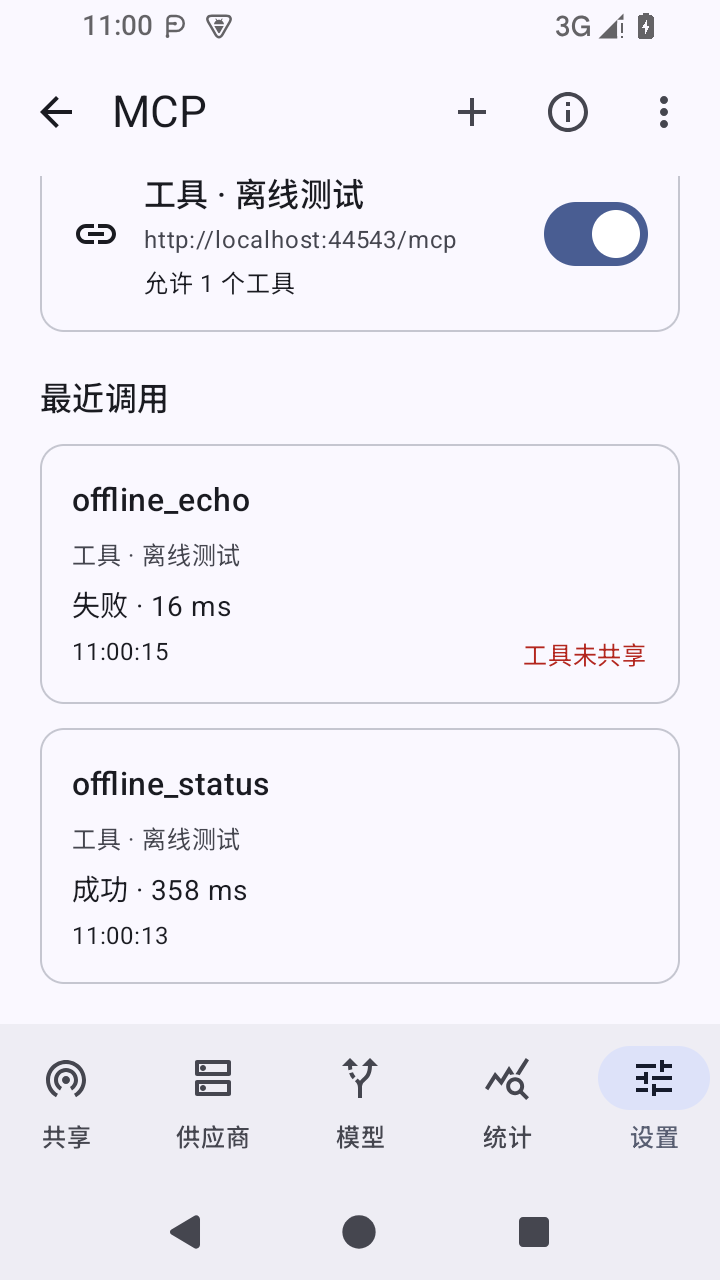 11:00
3G
MCP
工具 · 离线测试
http://localhost:44543/mcp
允许 1 个工具
最近调用
offline_echo
工具 · 离线测试
失败 · 16 ms
11:00:15
工具未共享
offline_status
工具 · 离线测试
成功 · 358 ms
11:00:13
共享
供应商
模型
统计
设置